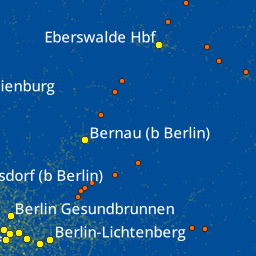 Eberswalde Hbf
ienburg
Bernau (b Berlin)
sdorf (b Berlin)
Berlin Gesundbrunnen
Berlin-Lichtenberg